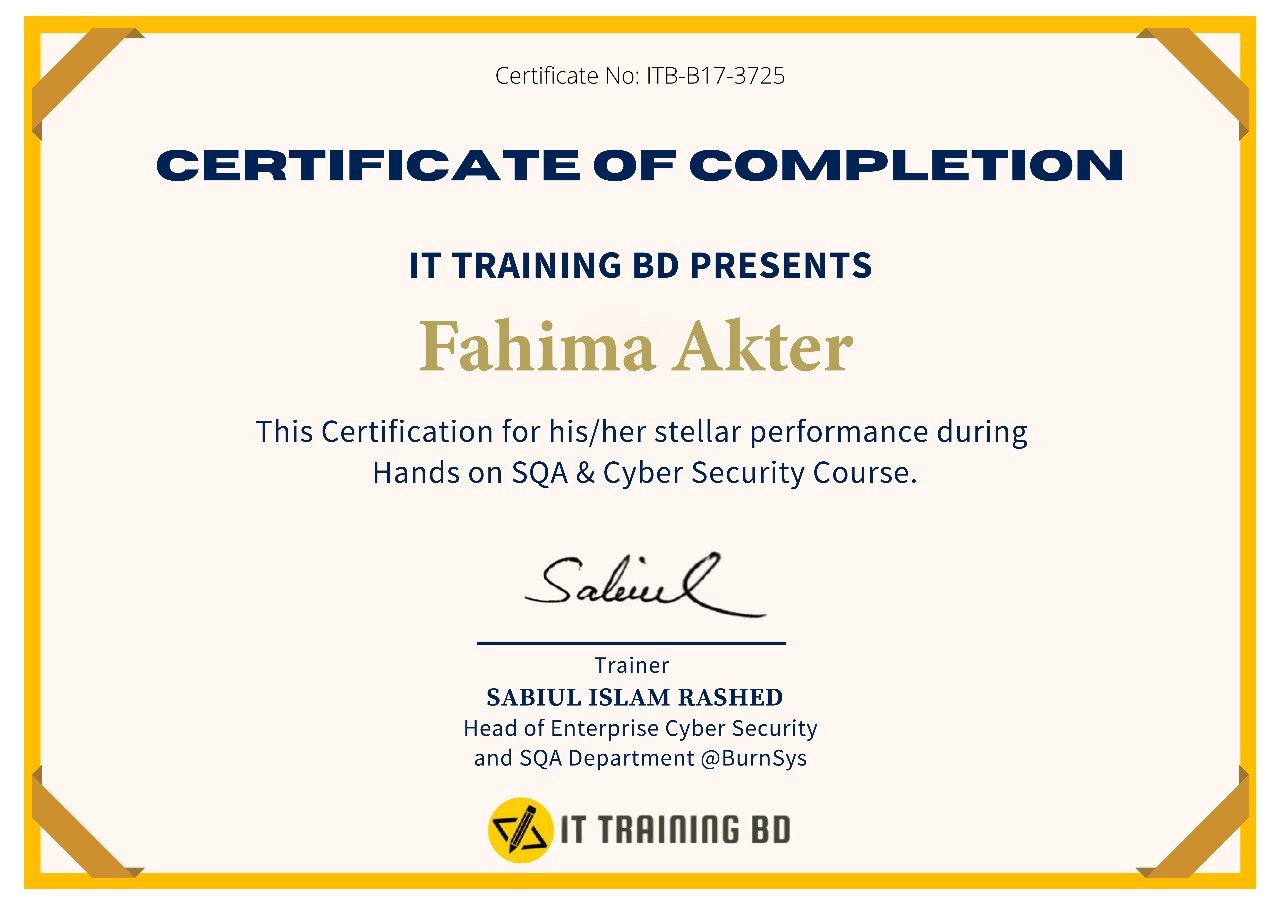 Certificate No: ITB-B17-3725
CERTIFICATE OF COMPLETION
IT TRAINING BD PRESENTS
Fahima Akter
This Certification for his/her stellar performance during
Hands on SQA & Cyber Security Course.
Sabiul
Trainer
SABIUL ISLAM RASHED
Head of Enterprise Cyber Security
and SQA Department @BurnSys
IT TRAINING BD